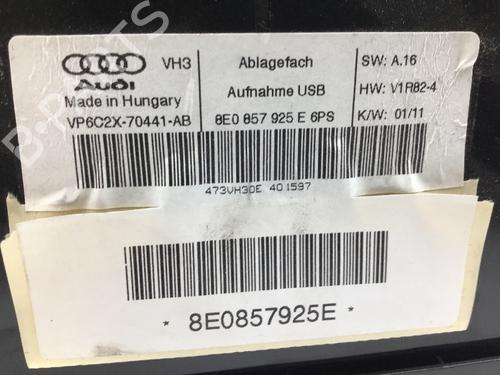 Audi VH3 Ablagefach SW: A.16
Made in Hungary Aufnahme USB HW: V1R82-4
VP6C2X-70441-AB 8E0 857 925 E 6PS K/W: 01/11
473VH30E 401597
* 8E0857925E *